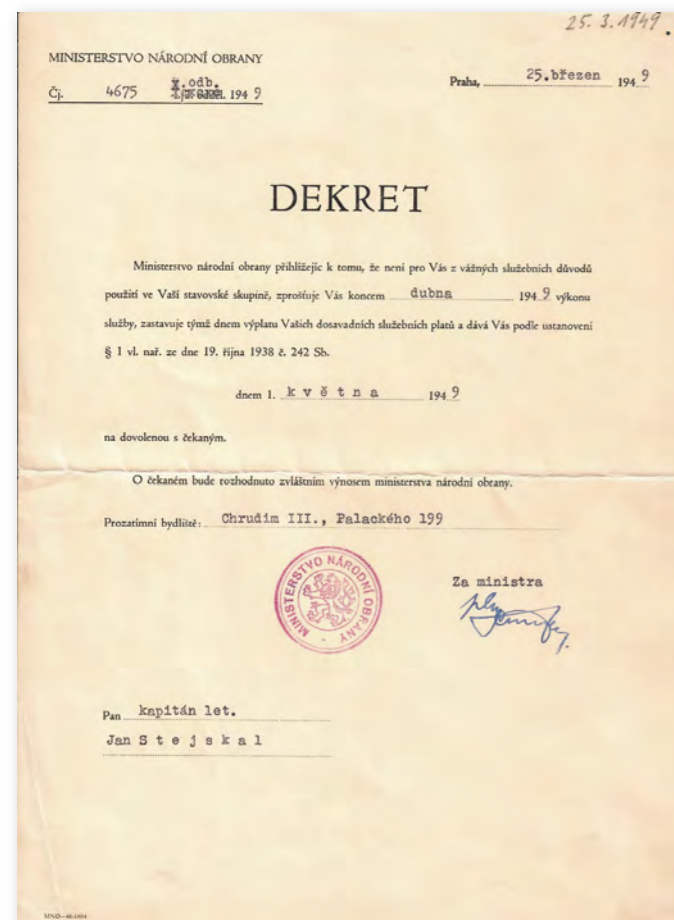 25. 3. 1949.
MINISTERSTVO NÁRODNÍ OBRANY
Čj. 4675 X.odb. 1949
Praha, 25.březen 1949
DEKRET
Ministerstvo národní obrany přihlížejíc k tomu, že není pro Vás z vážných služebních důvodů
použití ve Vaší stavovské skupině, zprošťuje Vás koncem dubna 1949 výkonu
služby, zastavuje týmž dnem výplatu Vašich dosavadních služebních platů a dává Vás podle ustanovení
§ 1 vl. nař. ze dne 19. října 1938 č. 242 Sb.
dnem 1. května 1949
na dovolenou s čekaným.
O čekaném bude rozhodnuto zvláštním výnosem ministerstva národní obrany.
Prozatímní bydliště: Chrudim III., Palackého 199
MINISTERSTVO NÁRODNÍ OBRANY
Za ministra
Pan kapitán let.
Jan Stejskal